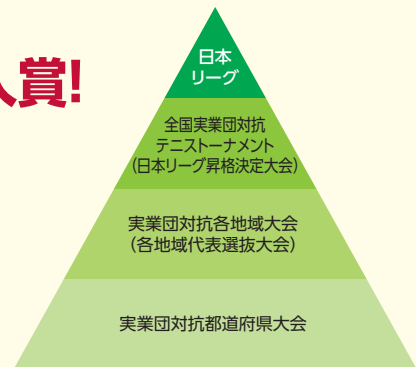 入賞!
日本
リーグ
全国実業団対抗
テニストーナメント
(日本リーグ昇格決定大会)
実業団対抗各地域大会
(各地域代表選抜大会)
実業団対抗都道府県大会